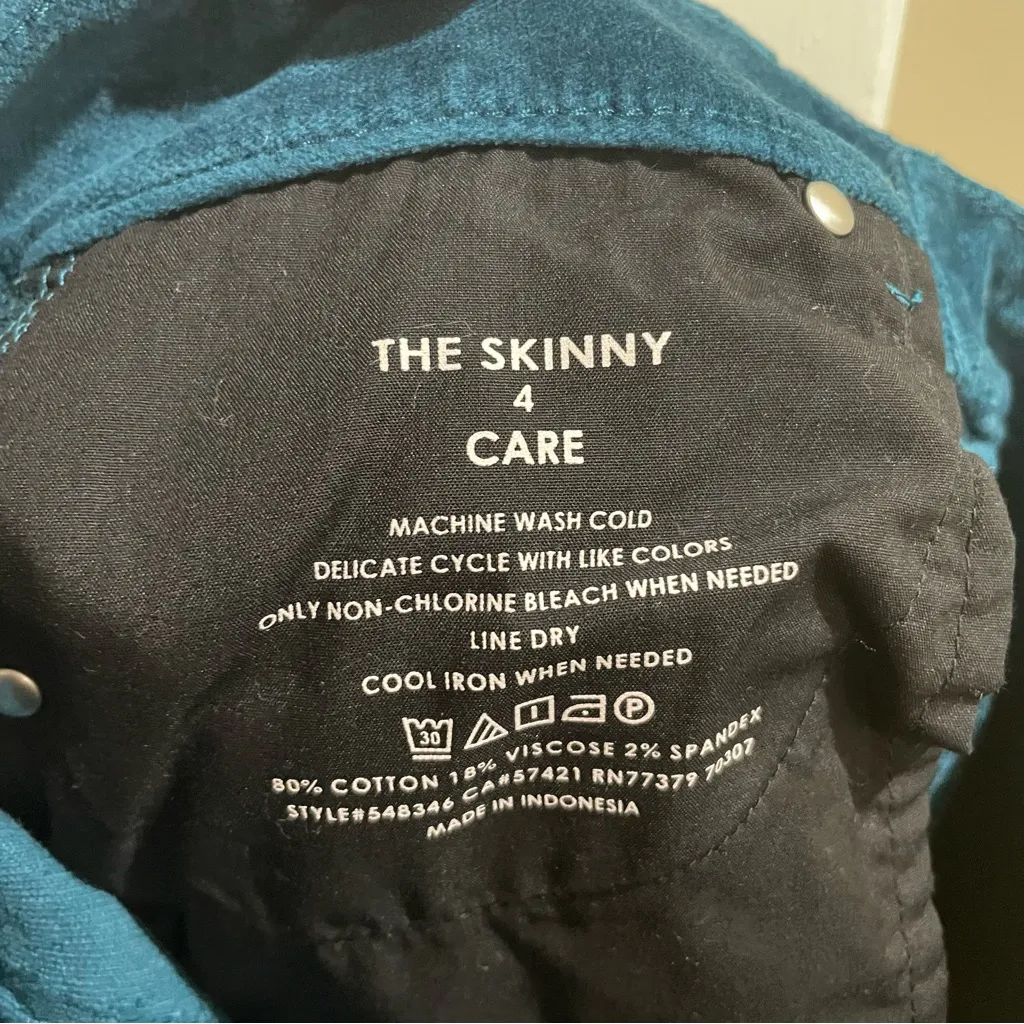 THE SKINNY
4
CARE
MACHINE WASH COLD
DELICATE CYCLE WITH LIKE COLORS
ONLY NON-CHLORINE BLEACH WHEN NEEDED
LINE DRY
COOL IRON WHEN NEEDED
30 P
80% COTTON 18% VISCOSE 2% SPANDEX
STYLE#548346 CA#57421 RN77379 70307
MADE IN INDONESIA